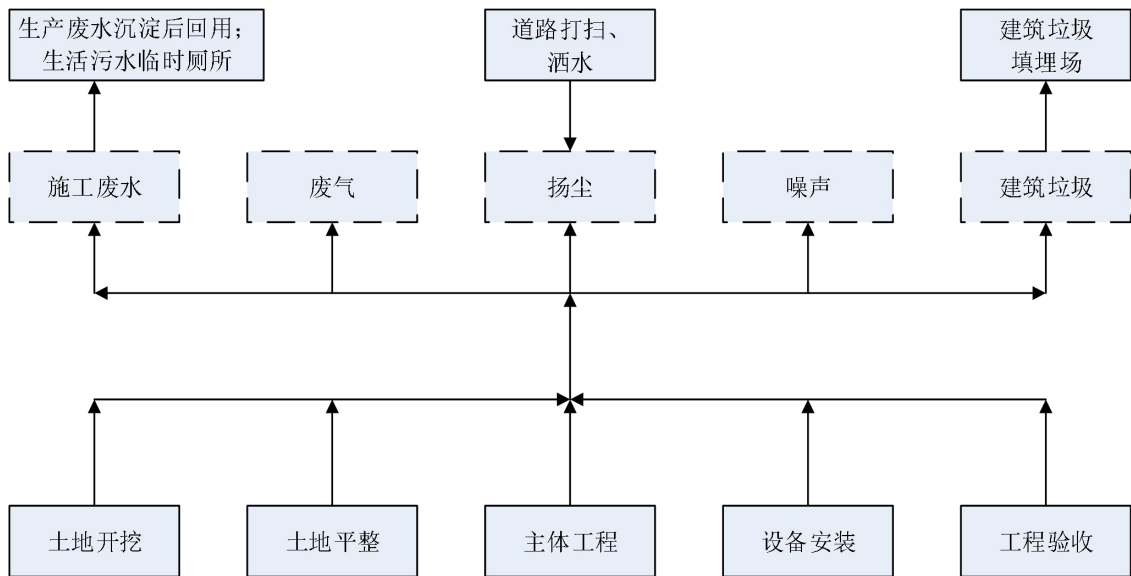 生产废水沉淀后回用；
生活污水临时厕所
道路打扫、
洒水
建筑垃圾
填埋场
施工废水
废气
扬尘
噪声
建筑垃圾
土地开挖
土地平整
主体工程
设备安装
工程验收